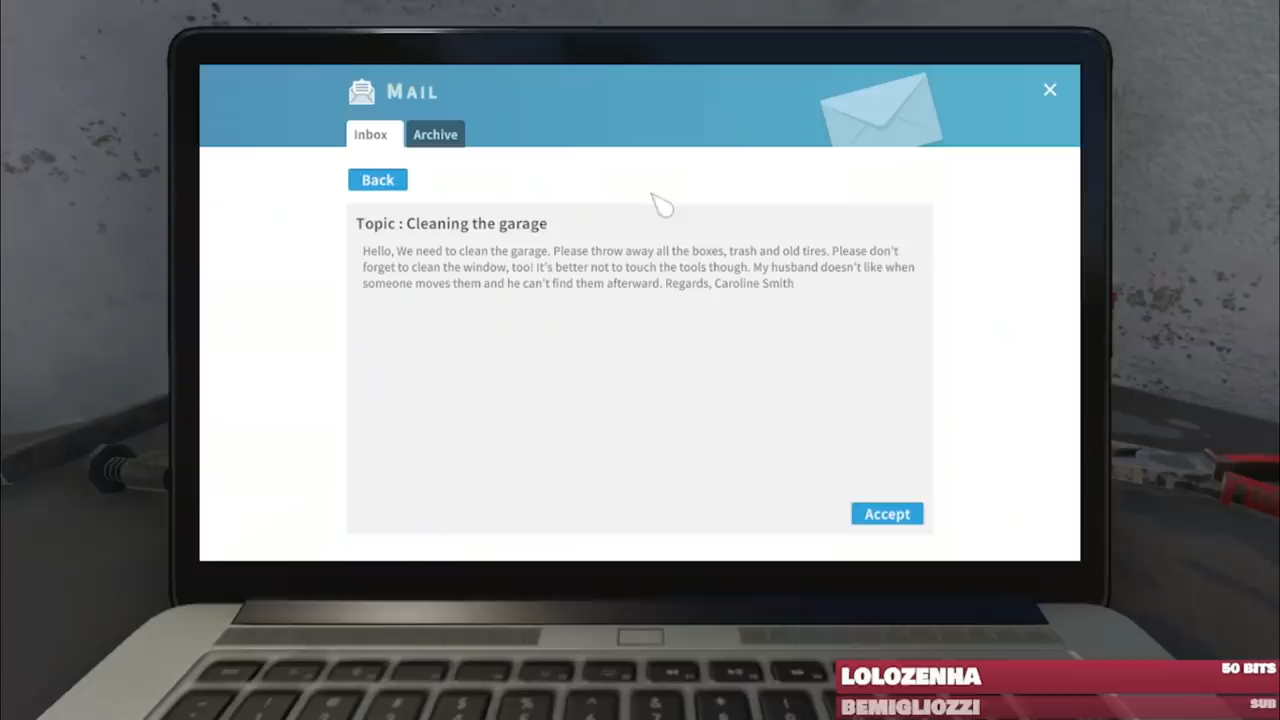 MAIL
Inbox Archive
Back
Topic : Cleaning the garage
Hello, We need to clean the garage. Please throw away all the boxes, trash and old tires. Please don't
forget to clean the window, too! It's better not to touch the tools though. My husband doesn't like when
someone moves them and he can't find them afterward. Regards, Caroline Smith
Accept
LOLOZENHA 50 BITS
BEMIGLIOZZI SUB